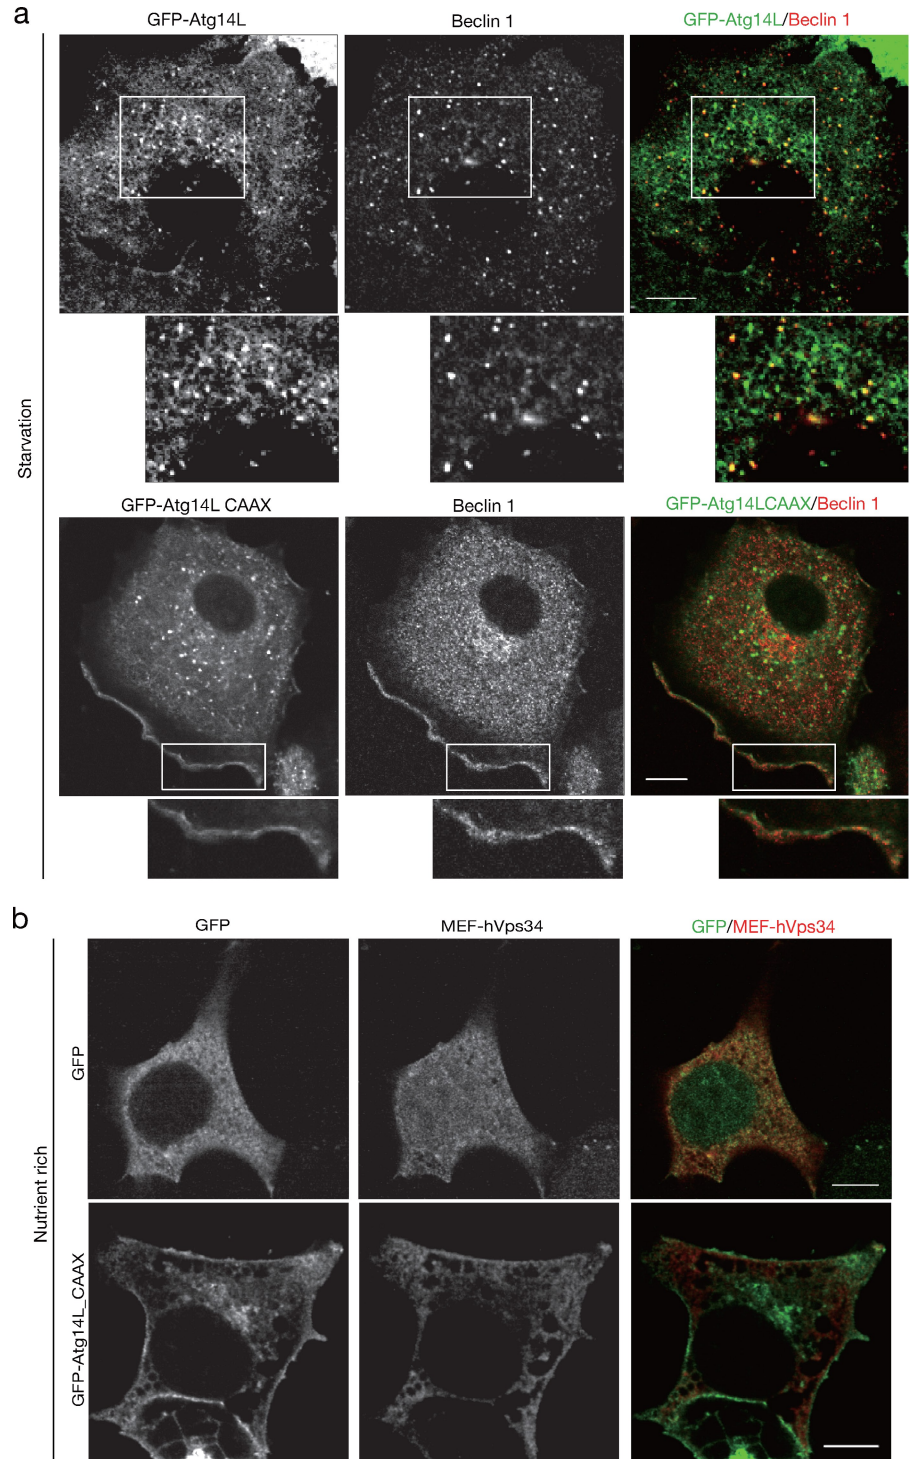 a
GFP-Atg14L
Beclin 1
GFP-Atg14L/Beclin 1
Starvation
GFP-Atg14L CAAX
Beclin 1
GFP-Atg14LCAAX/Beclin 1
b
GFP
MEF-hVps34
GFP/MEF-hVps34
Nutrient rich
GFP
GFP-Atg14L_CAAX